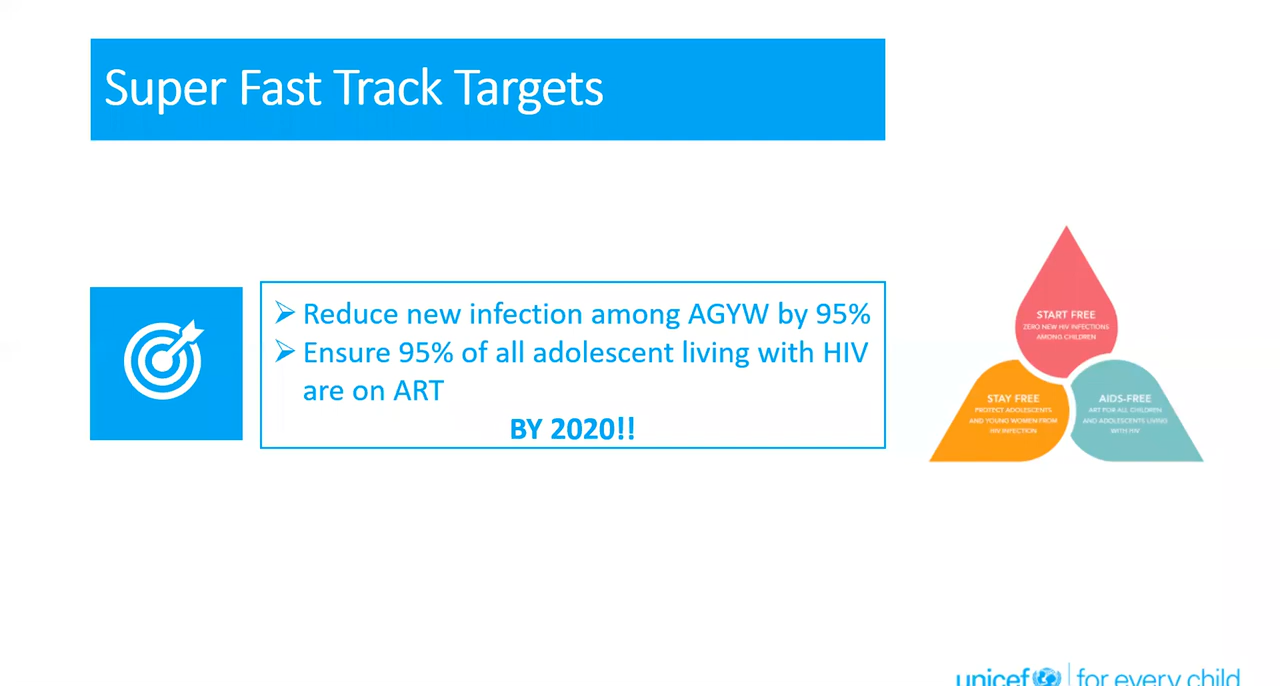 Super Fast Track Targets
➢ Reduce new infection among AGYW by 95%
➢ Ensure 95% of all adolescent living with HIV
are on ART
BY 2020!!
START FREE
ZERO NEW HIV INFECTIONS
AMONG CHILDREN
STAY FREE
PROTECT ADOLESCENTS
AND YOUNG WOMEN FROM
HIV INFECTION
AIDS-FREE
ART FOR ALL CHILDREN
AND ADOLESCENTS LIVING
WITH HIV
unicef | for every child